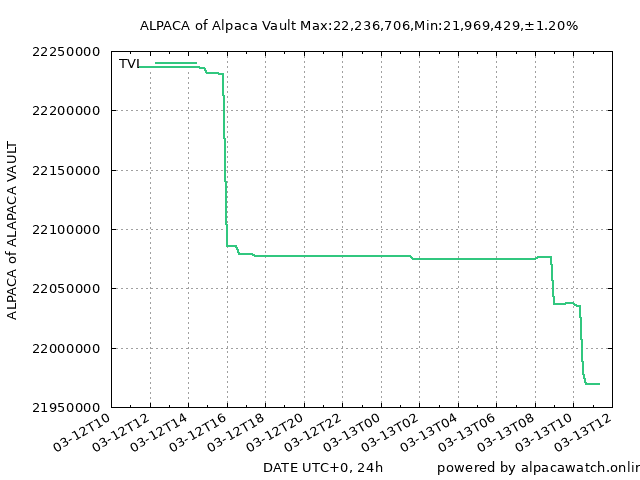 ALPACA of Alpaca Vault Max:22,236,706,Min:21,969,429,±1.20%
22250000
TVL
22200000
22150000
22100000
22050000
22000000
21950000
ALPACA of ALAPACA VAULT
03-12T10 03-12T12 03-12T14 03-12T16 03-12T18 03-12T20 03-12T22 03-13T00 03-13T02 03-13T04 03-13T06 03-13T08 03-13T10 03-13T12
DATE UTC+0, 24h
powered by alpacawatch.onlin